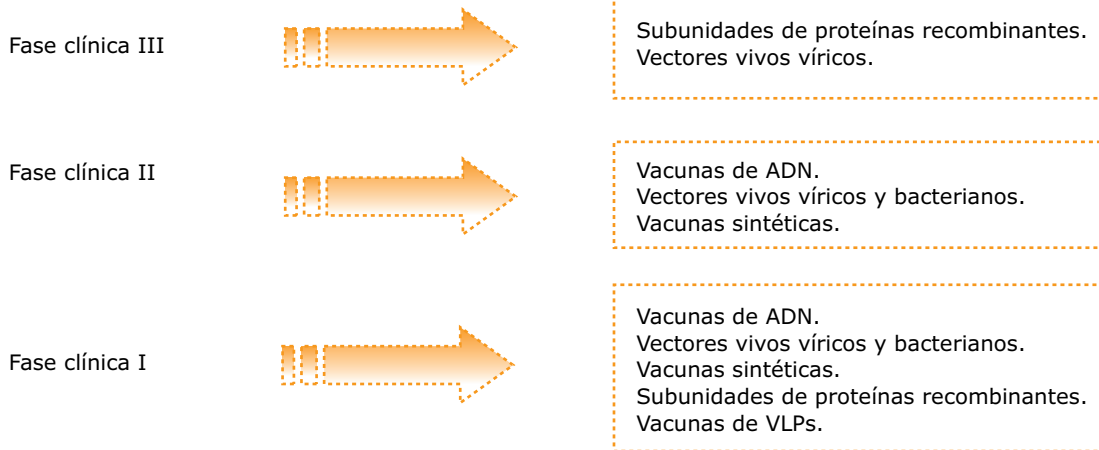 Fase clínica III
Subunidades de proteínas recombinantes.
Vectores vivos víricos.
Fase clínica II
Vacunas de ADN.
Vectores vivos víricos y bacterianos.
Vacunas sintéticas.
Fase clínica I
Vacunas de ADN.
Vectores vivos víricos y bacterianos.
Vacunas sintéticas.
Subunidades de proteínas recombinantes.
Vacunas de VLPs.